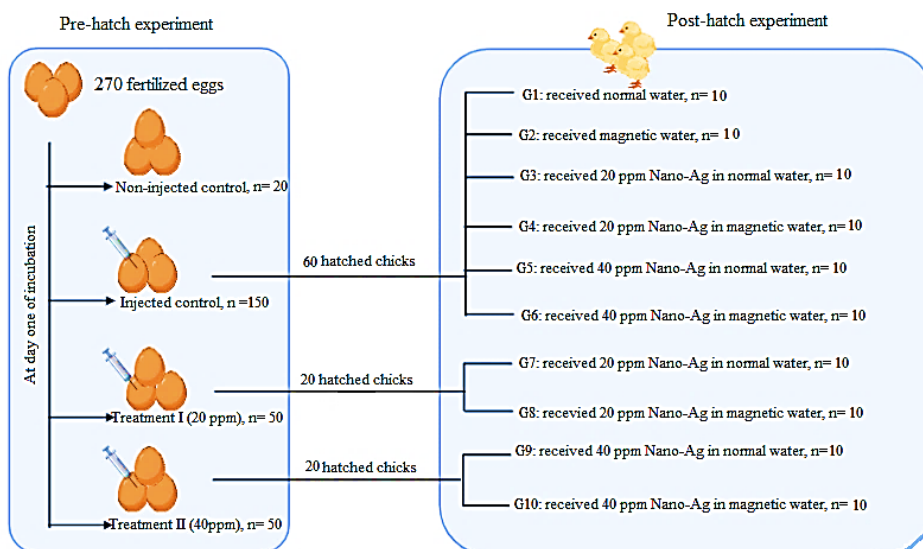 Pre-hatch experiment
270 fertilized eggs
At day one of incubation
Non-injected control, n= 20
Injected control, n =150
Treatment I (20 ppm), n= 50
Treatment II (40ppm), n= 50
60 hatched chicks
20 hatched chicks
20 hatched chicks
Post-hatch experiment
G1: received normal water, n= 10
G2: received magnetic water, n= 10
G3: received 20 ppm Nano-Ag in normal water, n= 10
G4: received 20 ppm Nano-Ag in magnetic water, n= 10
G5: received 40 ppm Nano-Ag in normal water, n= 10
G6: received 40 ppm Nano-Ag in magnetic water, n= 10
G7: received 20 ppm Nano-Ag in normal water, n= 10
G8: recevied 20 ppm Nano-Ag in magnetic water, n= 10
G9: received 40 ppm Nano-Ag in normal water, n=10
G10: received 40 ppm Nano-Ag in magnetic water, n= 10